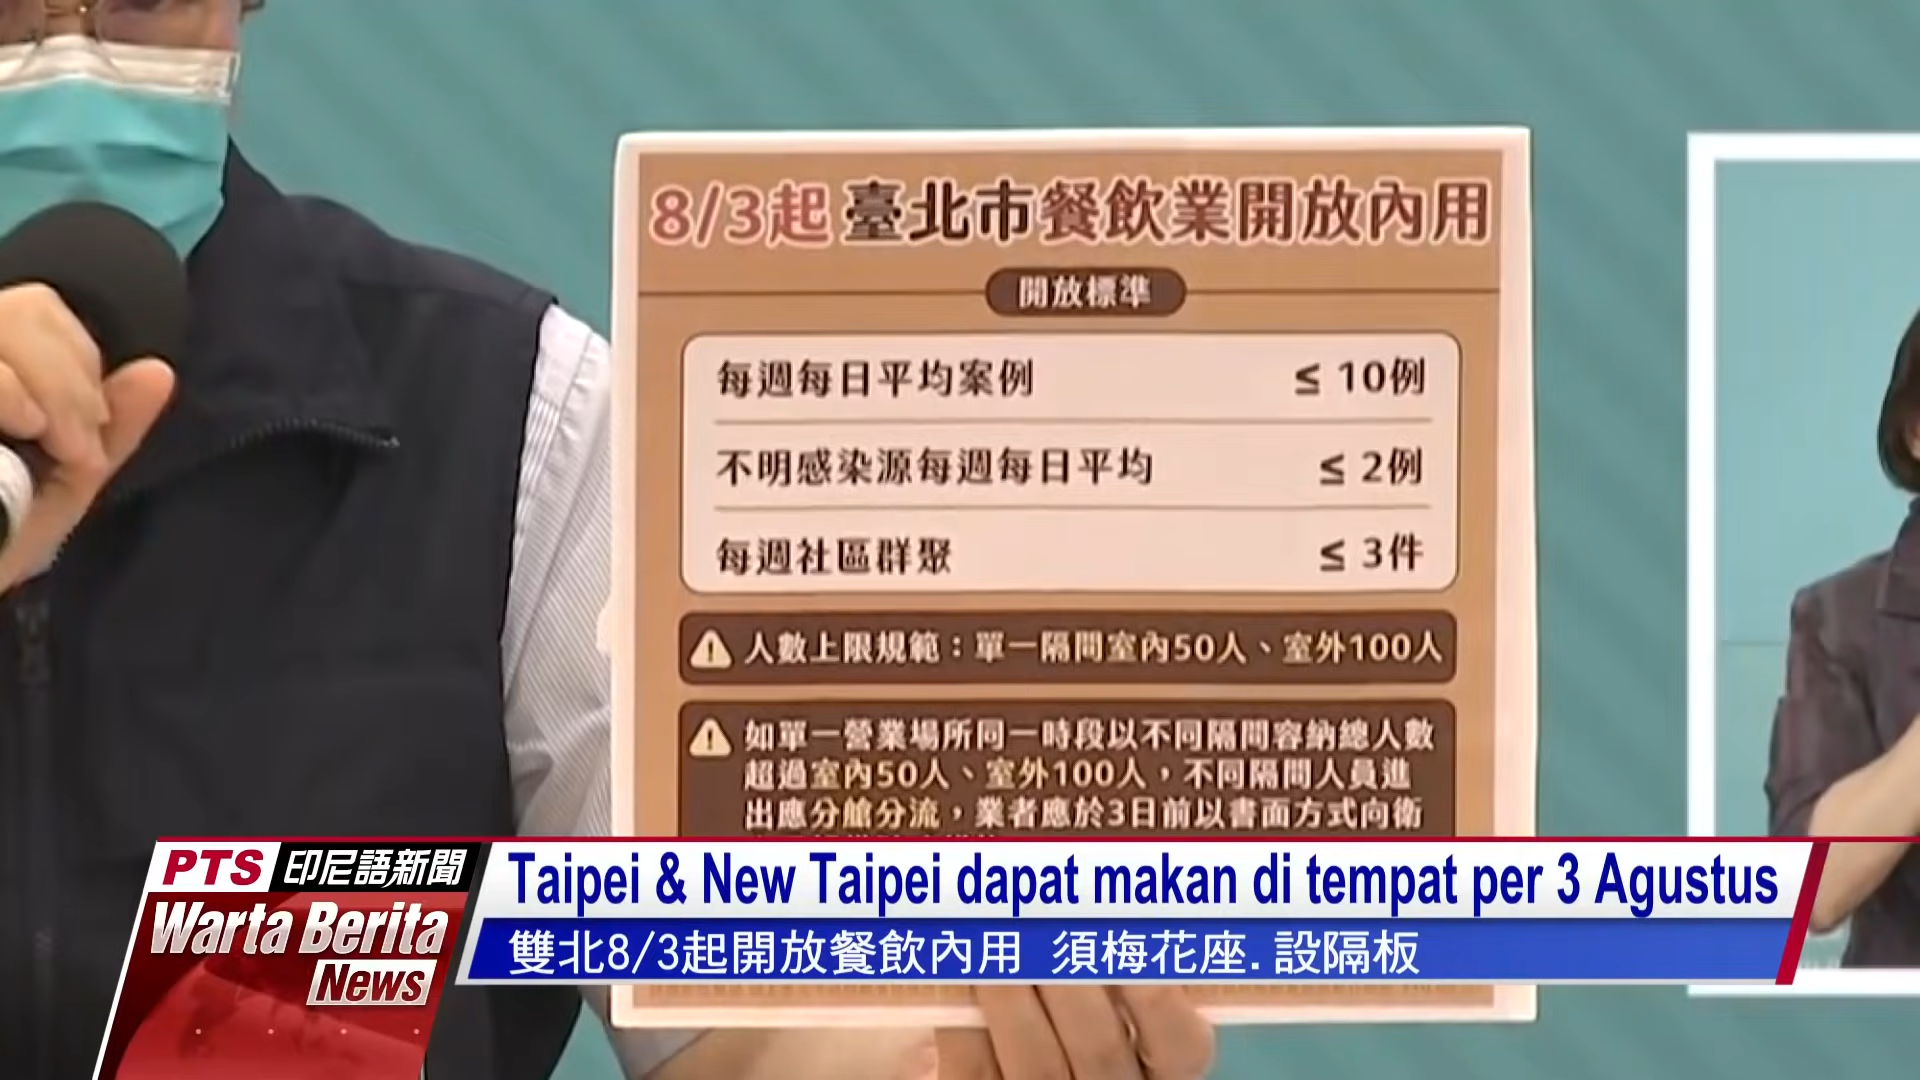 8/3起臺北市餐飲業開放內用
開放標準
每週每日平均案例 ≤ 10例
不明感染源每週每日平均 ≤ 2例
每週社區群聚 ≤ 3件
人數上限規範：單一隔間室內50人、室外100人
如單一營業場所同一時段以不同隔間容納總人數
超過室內50人、室外100人，不同隔間人員進
出應分艙分流，業者應於3日前以書面方式向衛
PTS 印尼語新聞
Warta Berita
News
Taipei & New Taipei dapat makan di tempat per 3 Agustus
雙北8/3起開放餐飲內用 須梅花座.設隔板